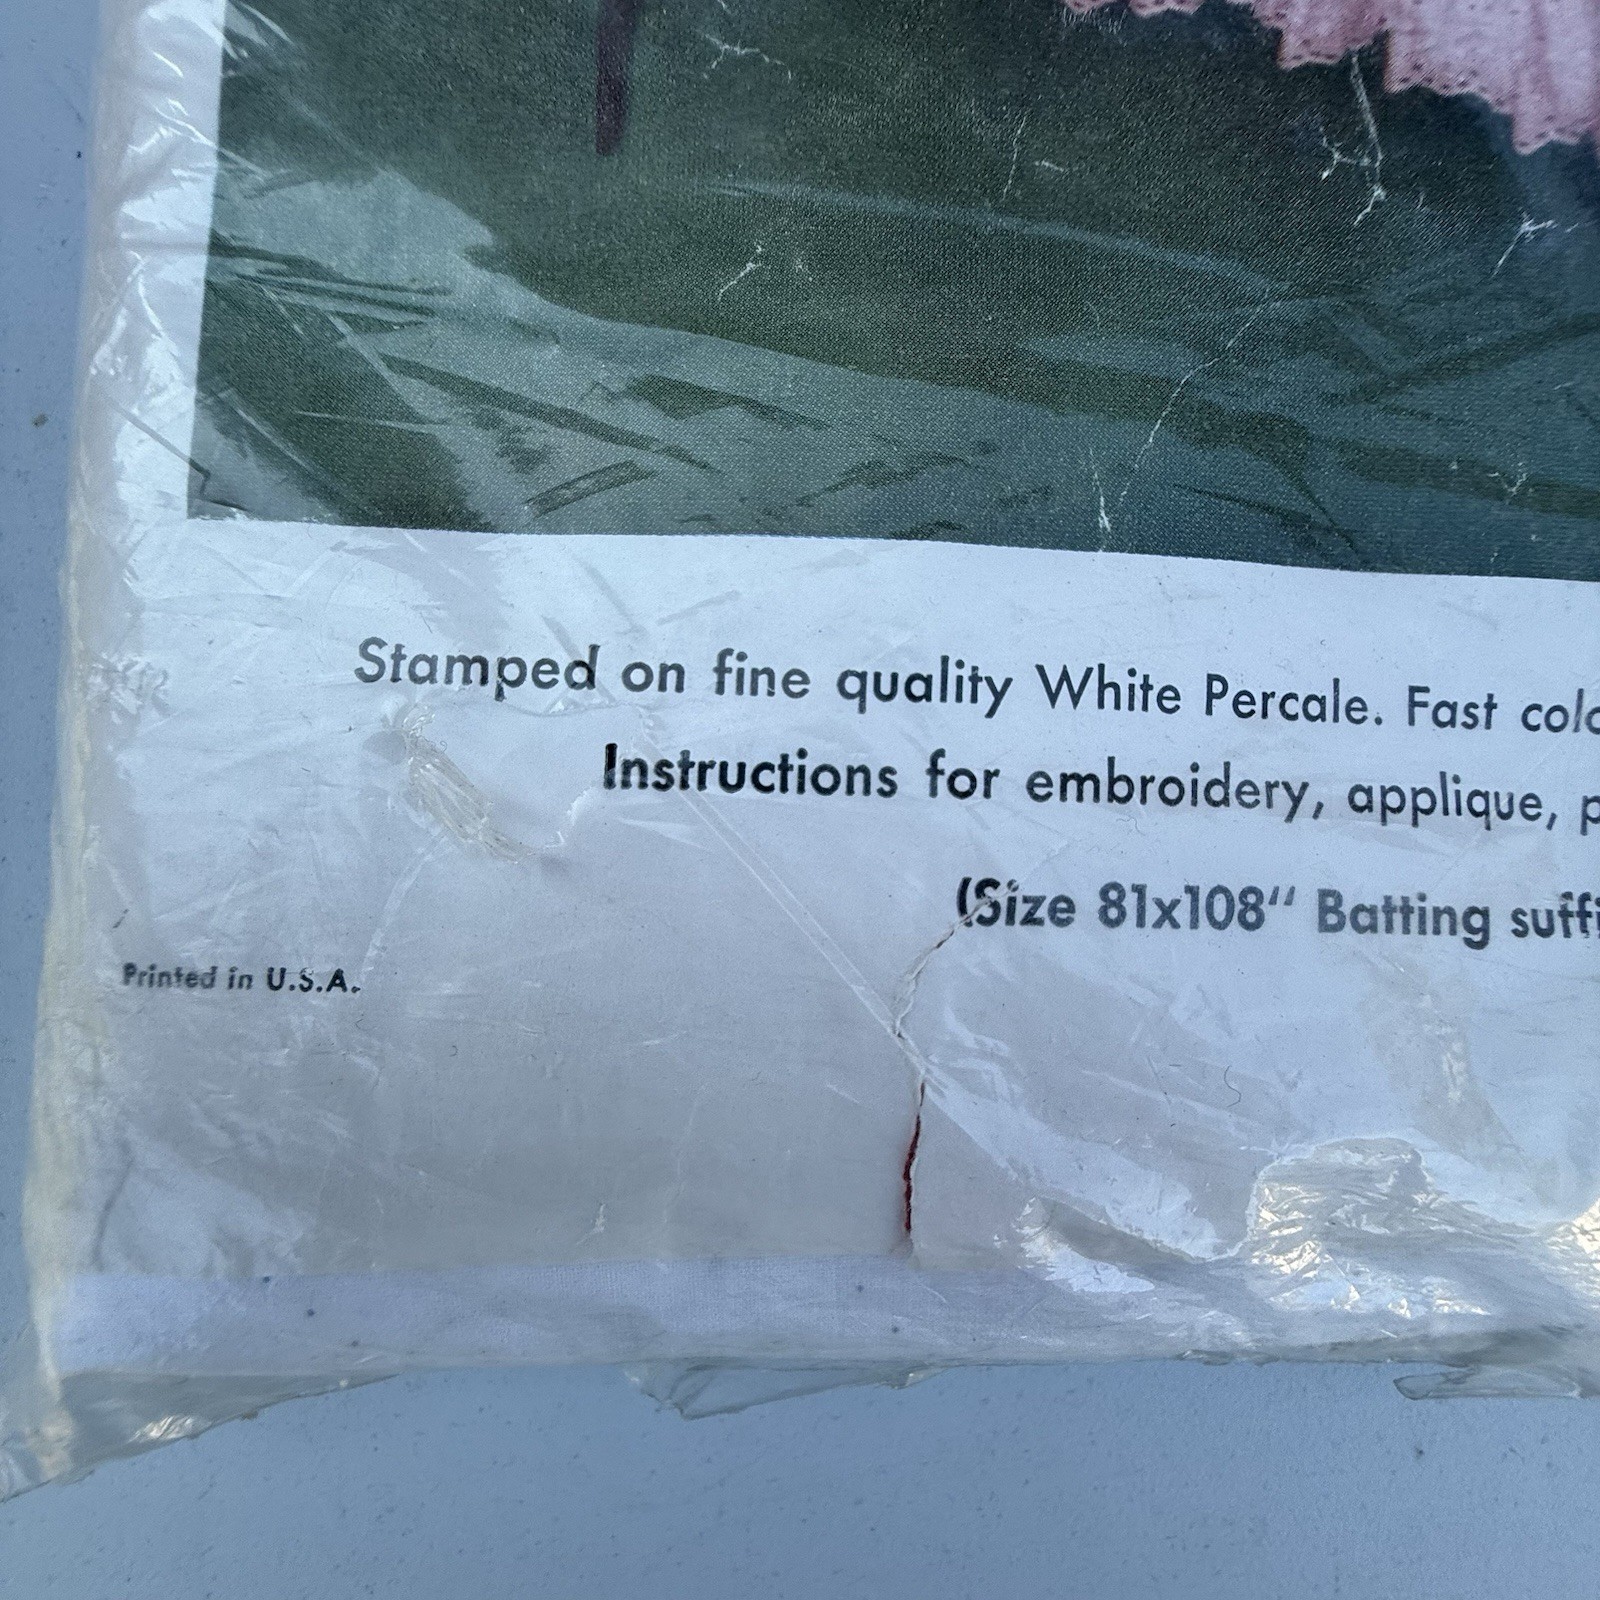 Stamped on fine quality White Percale. Fast
Instructions for embroidery, applique,
(Size 81x108" Batting
Printed in U.S.A.